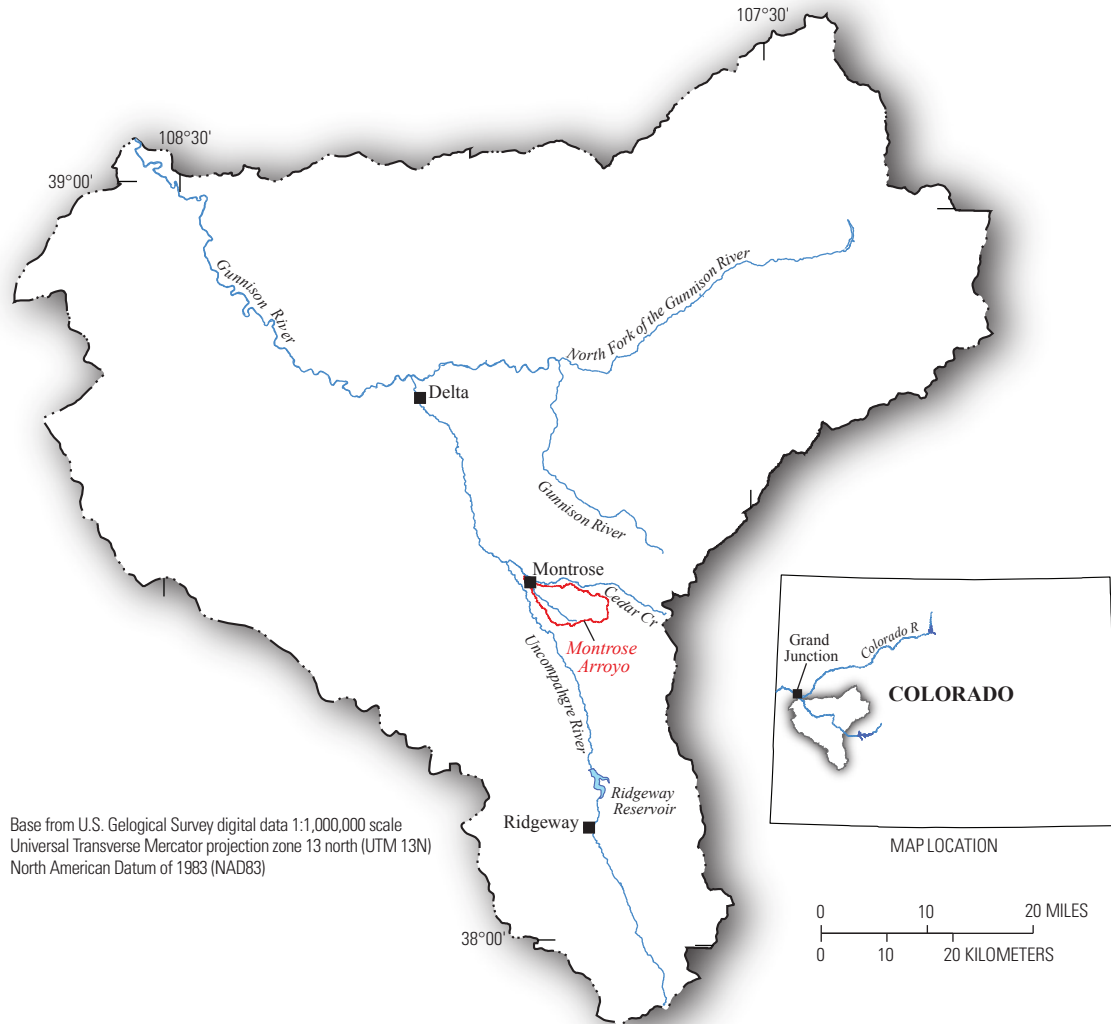 107°30'
108°30'
39°00'
Gunnison River
North Fork of the Gunnison River
Delta
Gunnison River
Montrose
Cedar Cr
Montrose
Arroyo
Uncompahgre River
Ridgeway
Reservoir
Ridgeway
38°00'
Grand
Junction
Colorado R
COLORADO
MAP LOCATION
Base from U.S. Gelogical Survey digital data 1:1,000,000 scale
Universal Transverse Mercator projection zone 13 north (UTM 13N)
North American Datum of 1983 (NAD83)
0 10 20 MILES
0 10 20 KILOMETERS